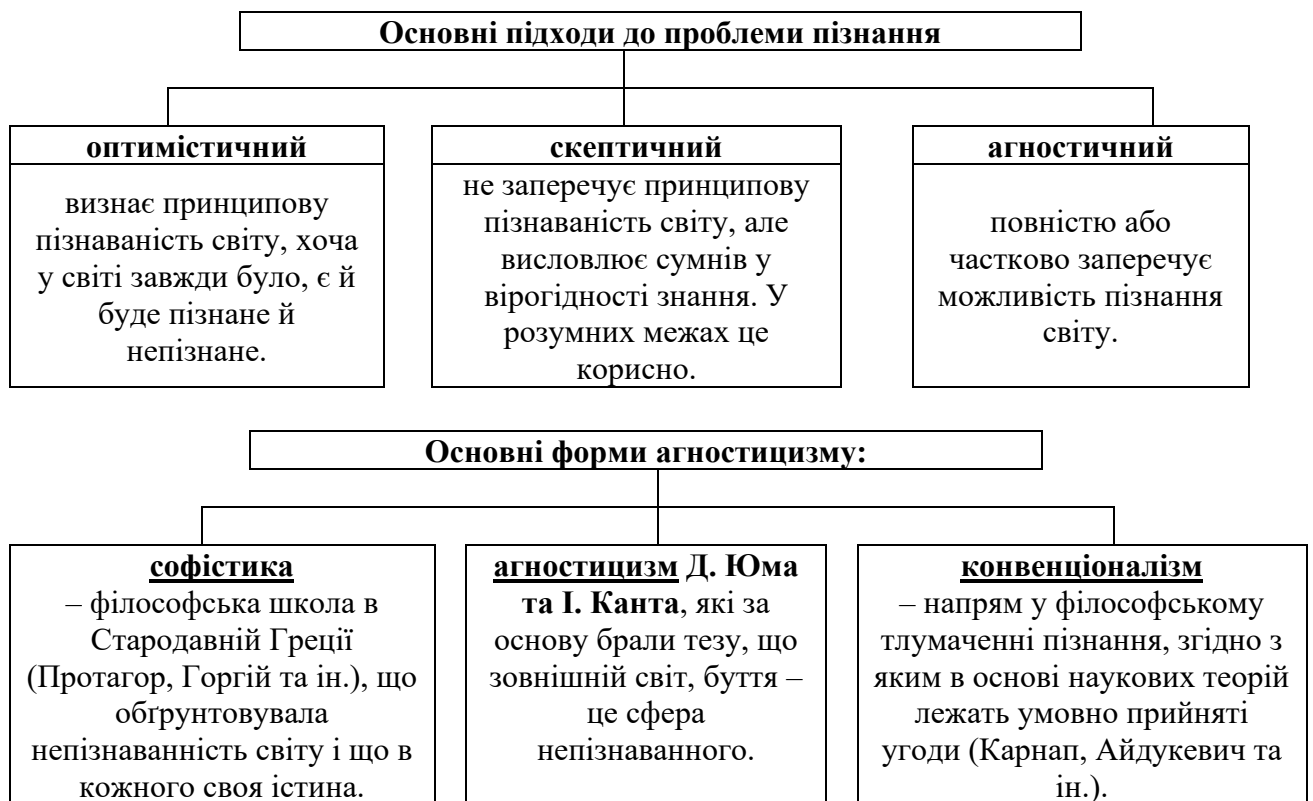 Основні підходи до проблеми пізнання
оптимістичний
визнає принципову
пізнаваність світу, хоча
у світі завжди було, є й
буде пізнане й
непізнане.
скептичний
не заперечує принципову
пізнаваність світу, але
висловлює сумнів у
вірогідності знання. У
розумних межах це
корисно.
агностичний
повністю або
частково заперечує
можливість пізнання
світу.
Основні форми агностицизму:
софістика
– філософська школа в
Стародавній Греції
(Протагор, Горгій та ін.), що
обґрунтовувала
непізнаванність світу і що в
кожного своя істина.
агностицизм Д. Юма
та І. Канта, які за
основу брали тезу, що
зовнішній світ, буття –
це сфера
непізнаванного.
конвенціоналізм
– напрям у філософському
тлумаченні пізнання, згідно з
яким в основі наукових теорій
лежать умовно прийняті
угоди (Карнап, Айдукевич та
ін.).